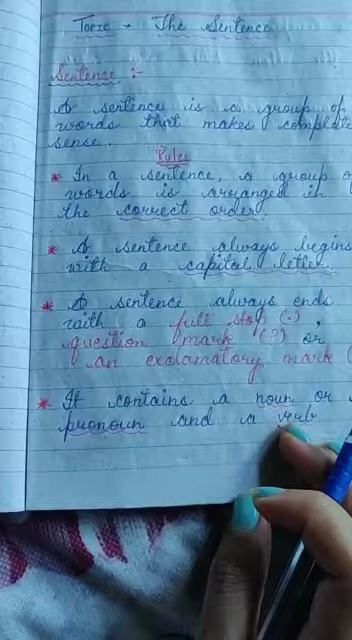 Topic → The Sentence
Sentence :-
A sentence is a group of
words that makes complete
sense.
Rules
* In a sentence, a group o
words is arranged in
the correct order.
* A sentence always begins
with a capital letter.
* A sentence always ends
with a full stop (.),
question mark (?) or
an exclamatory mark (
* It contains a noun or
pronoun and a verb.